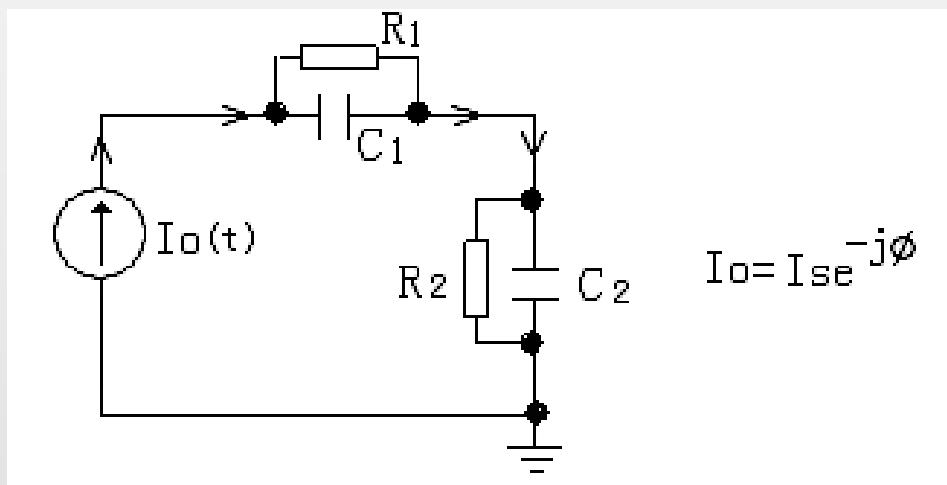 R1
C1
Io(t)
R2
C2
Io= Ise^-jø